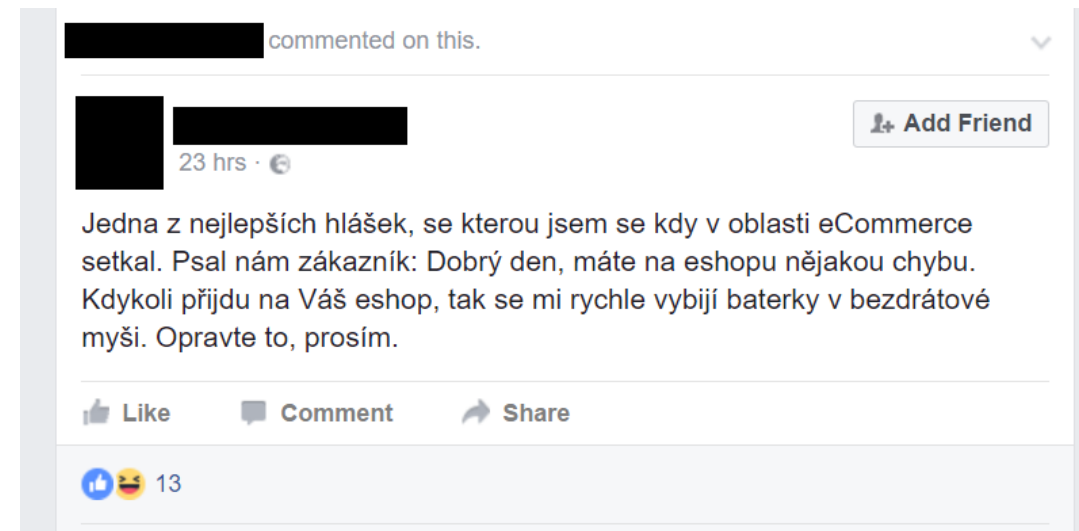 commented on this.
Add Friend
23 hrs ·
Jedna z nejlepších hlášek, se kterou jsem se kdy v oblasti eCommerce
setkal. Psal nám zákazník: Dobrý den, máte na eshopu nějakou chybu.
Kdykoli přijdu na Váš eshop, tak se mi rychle vybijí baterky v bezdrátové
myši. Opravte to, prosím.
Like Comment Share
13